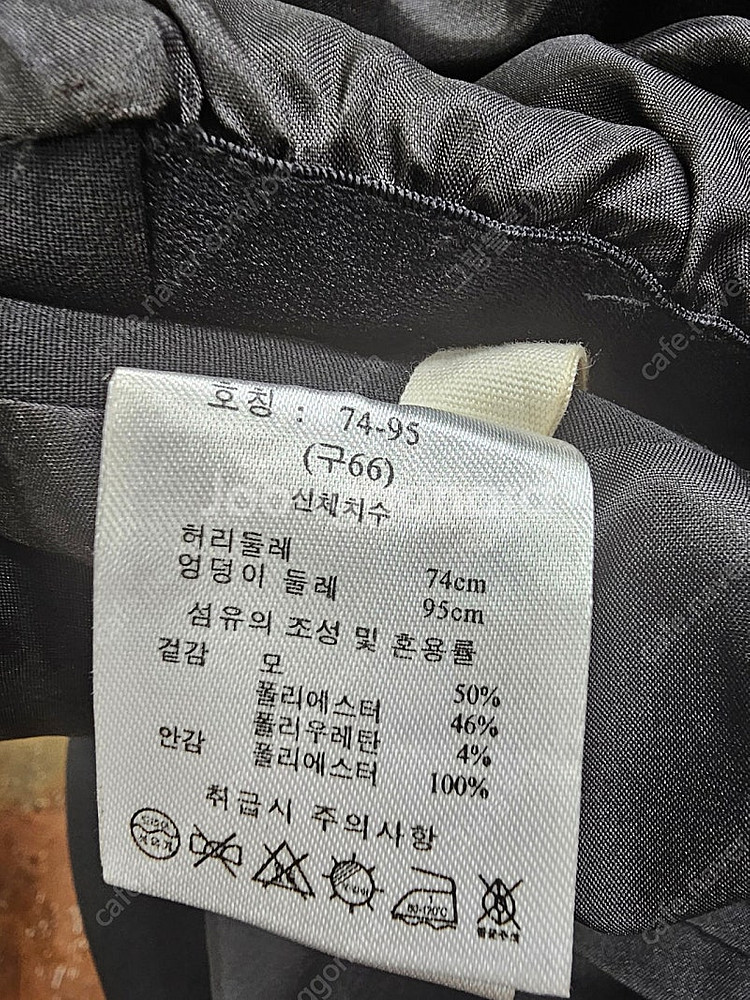 호칭 : 74-95
(구66)
신체치수
허리둘레 74cm
엉덩이 둘레 95cm
섬유의 조성 및 혼용률
겉감 모 50%
폴리에스터 46%
폴리우레탄 4%
안감 폴리에스터 100%
취급시 주의사항
80-120℃